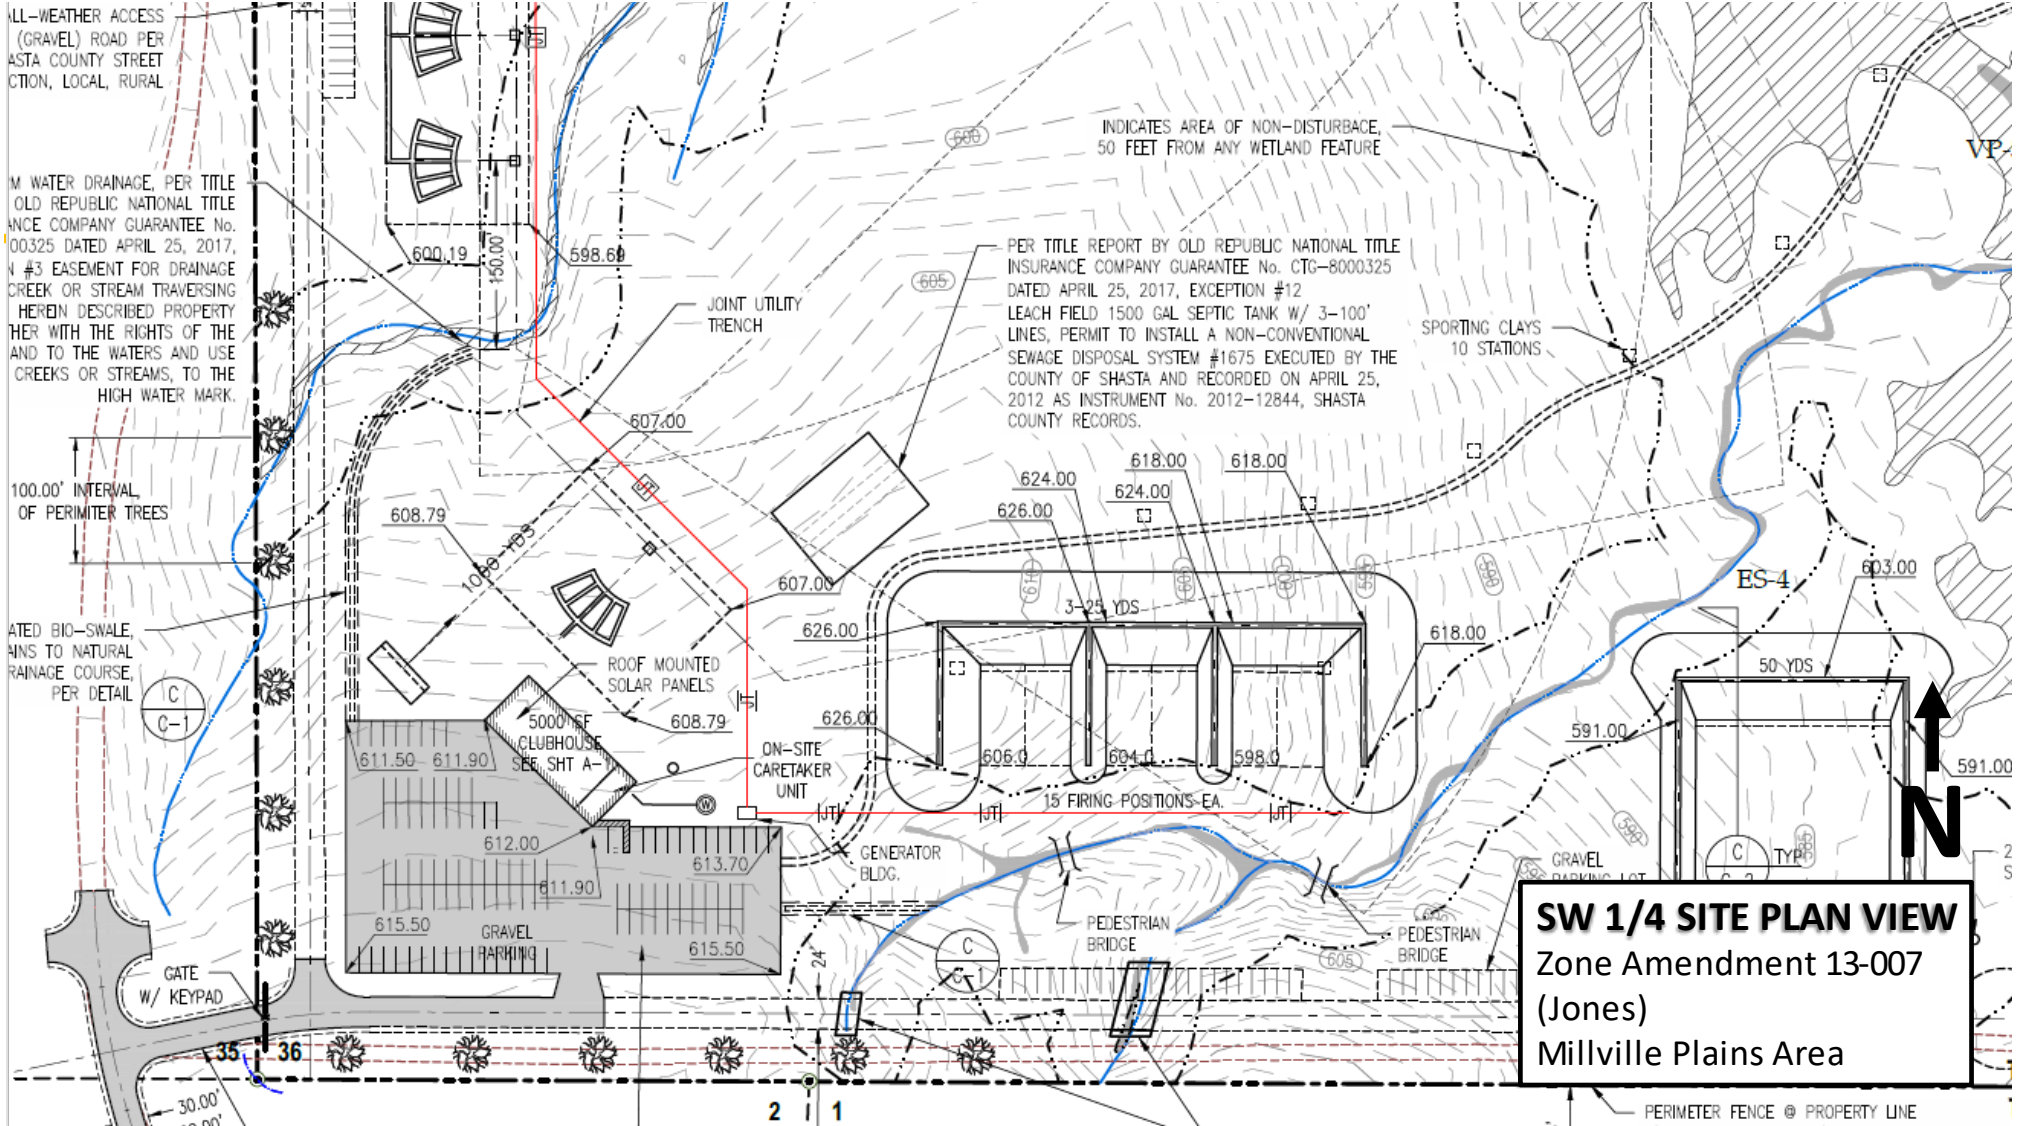 ALL-WEATHER ACCESS
(GRAVEL) ROAD PER
ASTA COUNTY STREET
CTION, LOCAL, RURAL
M WATER DRAINAGE, PER TITLE
OLD REPUBLIC NATIONAL TITLE
ANCE COMPANY GUARANTEE No.
00325 DATED APRIL 25, 2017,
#3 EASEMENT FOR DRAINAGE
CREEK OR STREAM TRAVERSING
HEREIN DESCRIBED PROPERTY
HER WITH THE RIGHTS OF THE
AND TO THE WATERS AND USE
CREEKS OR STREAMS, TO THE
HIGH WATER MARK.
600.19
150.00'
598.69
JT
600
605
JOINT UTILITY
TRENCH
INDICATES AREA OF NON-DISTURBACE,
50 FEET FROM ANY WETLAND FEATURE
VP-
PER TITLE REPORT BY OLD REPUBLIC NATIONAL TITLE
INSURANCE COMPANY GUARANTEE No. CTG-8000325
DATED APRIL 25, 2017, EXCEPTION #12
LEACH FIELD 1500 GAL SEPTIC TANK W/ 3-100'
LINES, PERMIT TO INSTALL A NON-CONVENTIONAL
SEWAGE DISPOSAL SYSTEM #1675 EXECUTED BY THE
COUNTY OF SHASTA AND RECORDED ON APRIL 25,
2012 AS INSTRUMENT No. 2012-12844, SHASTA
COUNTY RECORDS.
SPORTING CLAYS
10 STATIONS
607.00
100.00' INTERVAL
OF PERIMITER TREES
608.79
1000 YDS
JT
607.00
624.00
618.00
618.00
624.00
626.00
610
605
600
595
590
ES-4
603.00
3-25 YDS
626.00
618.00
ATED BIO-SWALE,
AINS TO NATURAL
RAINAGE COURSE,
PER DETAIL
C
C-1
ROOF MOUNTED
SOLAR PANELS
50 YDS
JT
5000 SF
CLUBHOUSE
SEE SHT A-
608.79
626.00
591.00
611.50
611.90
ON-SITE
CARETAKER
UNIT
606.0
604.0
598.0
591.00
N
W
JT
JT
JT
15 FIRING POSITIONS EA.
612.00
613.70
GENERATOR
BLDG.
590
585
C
TYP
GRAVEL
611.90
615.50
GRAVEL
PARKING
615.50
24'
C
C-1
PEDESTRIAN
BRIDGE
PEDESTRIAN
BRIDGE
605
GATE
W/ KEYPAD
SW 1/4 SITE PLAN VIEW
Zone Amendment 13-007
(Jones)
Millville Plains Area
35
36
30.00'
2
1
PERIMETER FENCE @ PROPERTY LINE